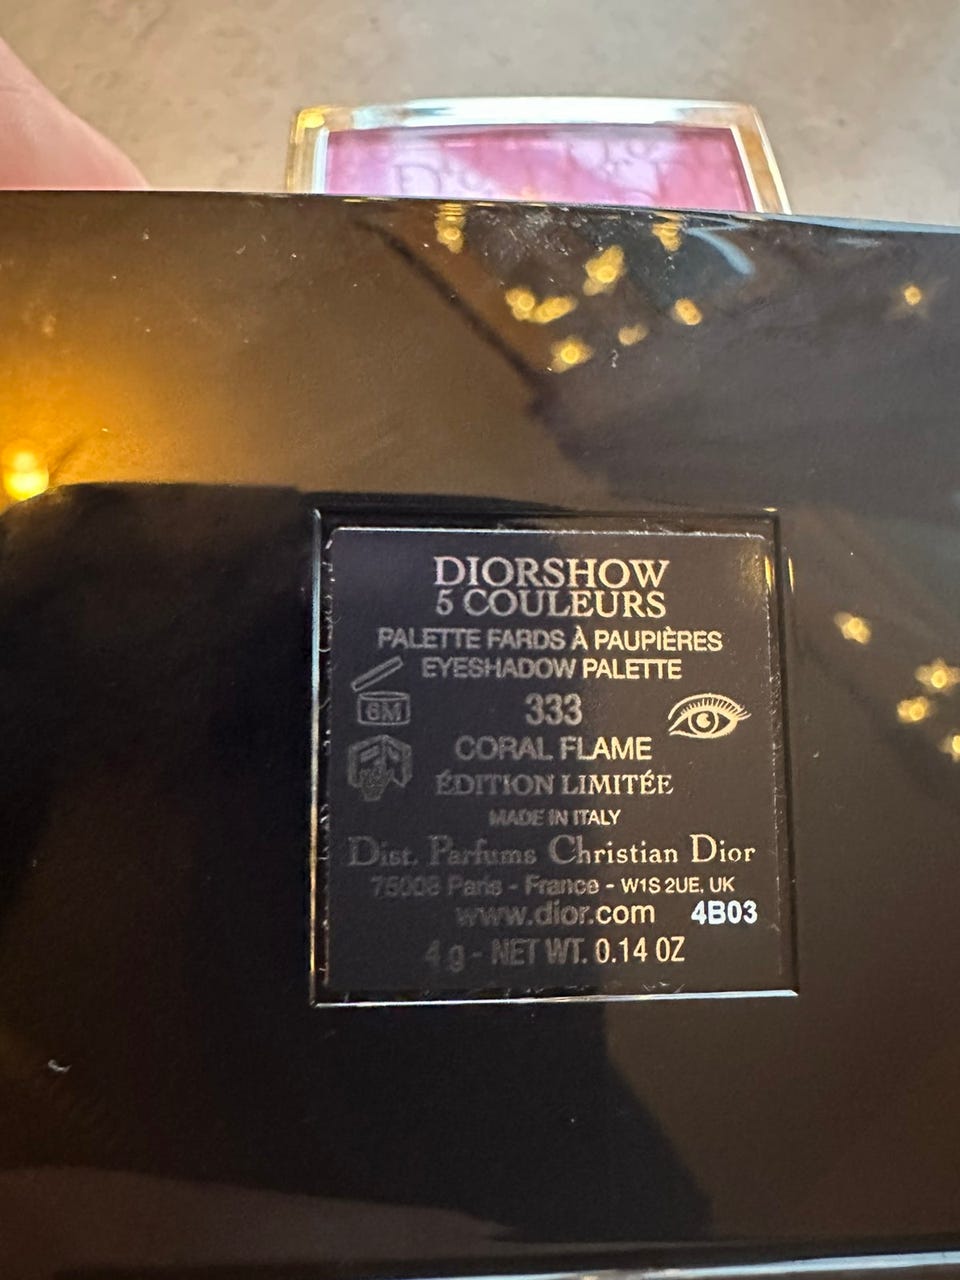 DIORSHOW
5 COULEURS
PALETTE FARDS À PAUPIÈRES
EYESHADOW PALETTE
6M
333
CORAL FLAME
ÉDITION LIMITÉE
MADE IN ITALY
Dist. Parfums Christian Dior
75008 Paris - France - W1S 2UE, UK
www.dior.com 4B03
4 g - NET WT. 0.14 OZ